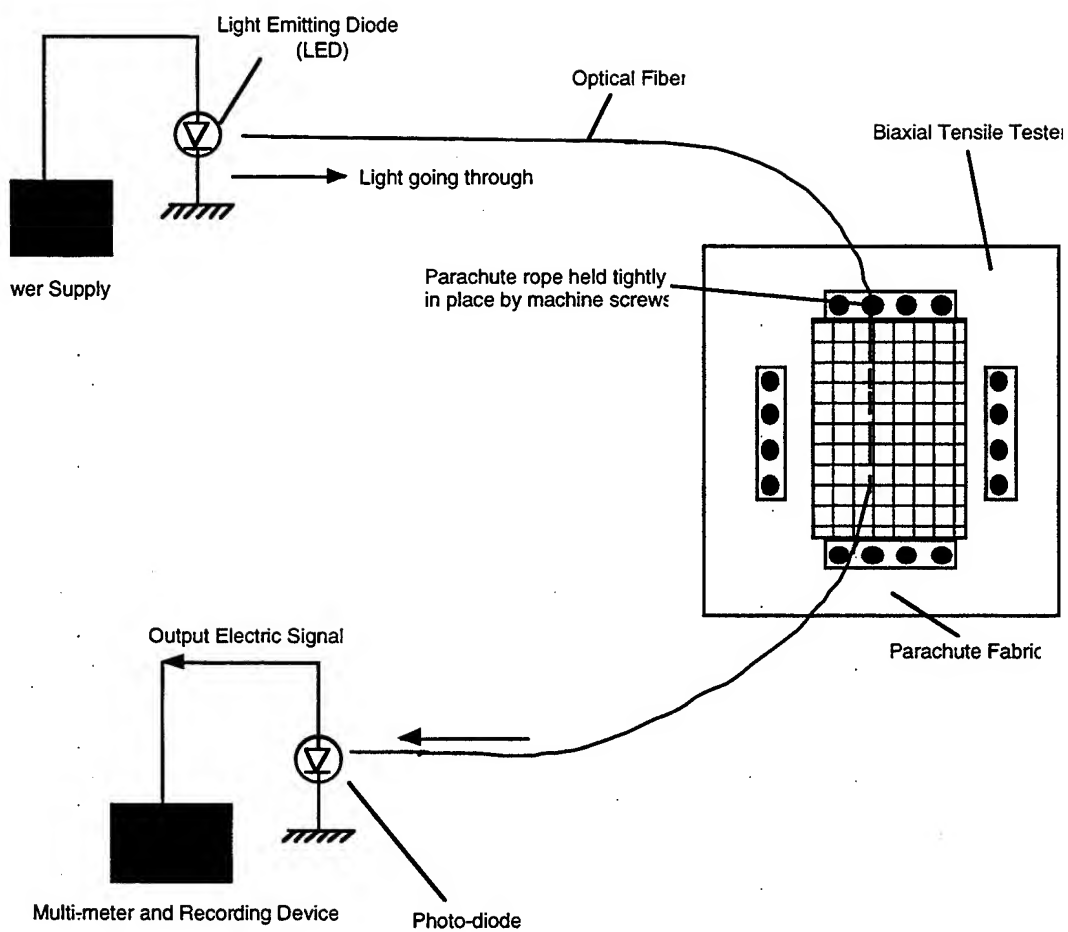 Light Emitting Diode
(LED)
Optical Fiber
Biaxial Tensile Tester
Light going through
wer Supply
Parachute rope held tightly
in place by machine screws
Output Electric Signal
Parachute Fabric
Multi-meter and Recording Device
Photo-diode